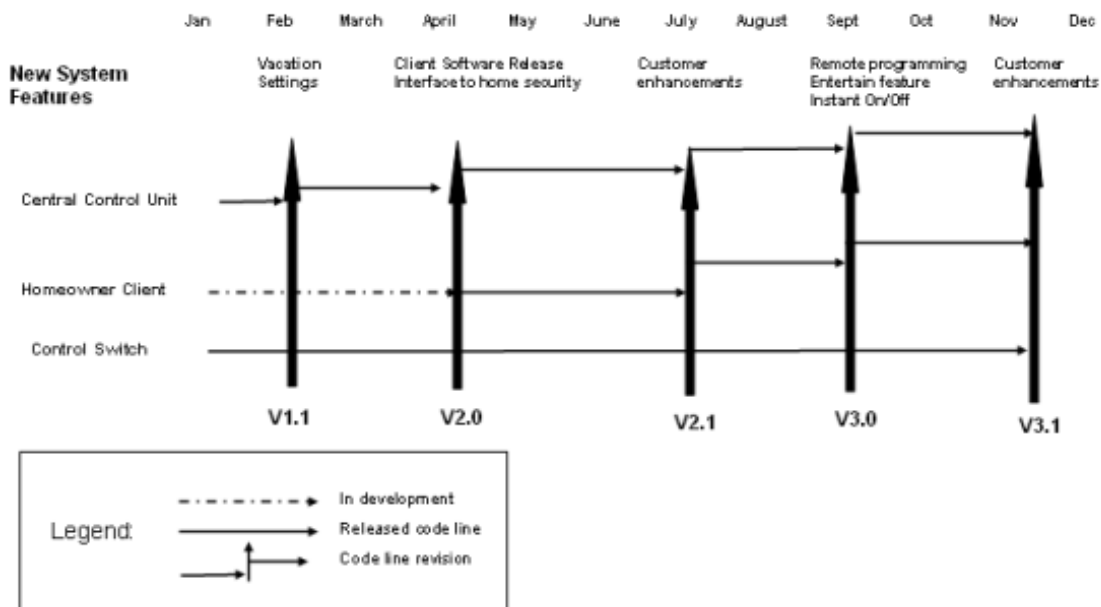 Jan Feb March April May June July August Sept Oct Nov Dec
New System
Features
Vacation
Settings
Client Software Release
Interface to home security
Customer
enhancements
Remote programming
Entertain feature
Instant On/Off
Customer
enhancements
Central Control Unit
Homeowner Client
Control Switch
V1.1 V2.0 V2.1 V3.0 V3.1
Legend:
In development
Released code line
Code line revision